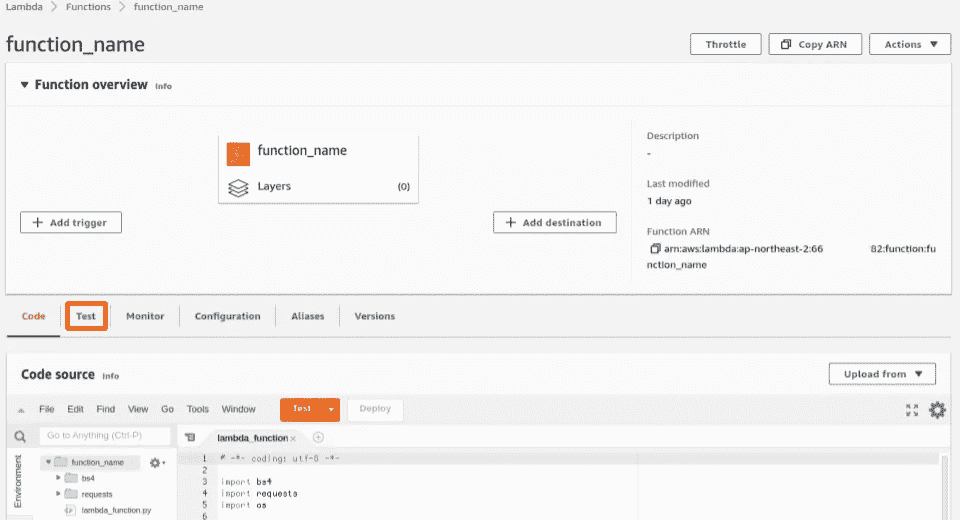 Lambda > Functions > function_name
function_name
Throttle
Copy ARN
Actions
Function overview Info
function_name
Layers (0)
+ Add trigger
+ Add destination
Description
-
Last modified
1 day ago
Function ARN
arn:aws:lambda:ap-northeast-2:66 82:function:fu
nction_name
Code
Test
Monitor
Configuration
Aliases
Versions
Code source Info
Upload from
File Edit Find View Go Tools Window
Test
Deploy
Go to Anything (Ctrl-P)
lambda_function
Environment
function_name
bs4
requests
lambda_function.py
1 # -*- coding: utf-8 -*-
2
3 import bs4
4 import requests
5 import os
6